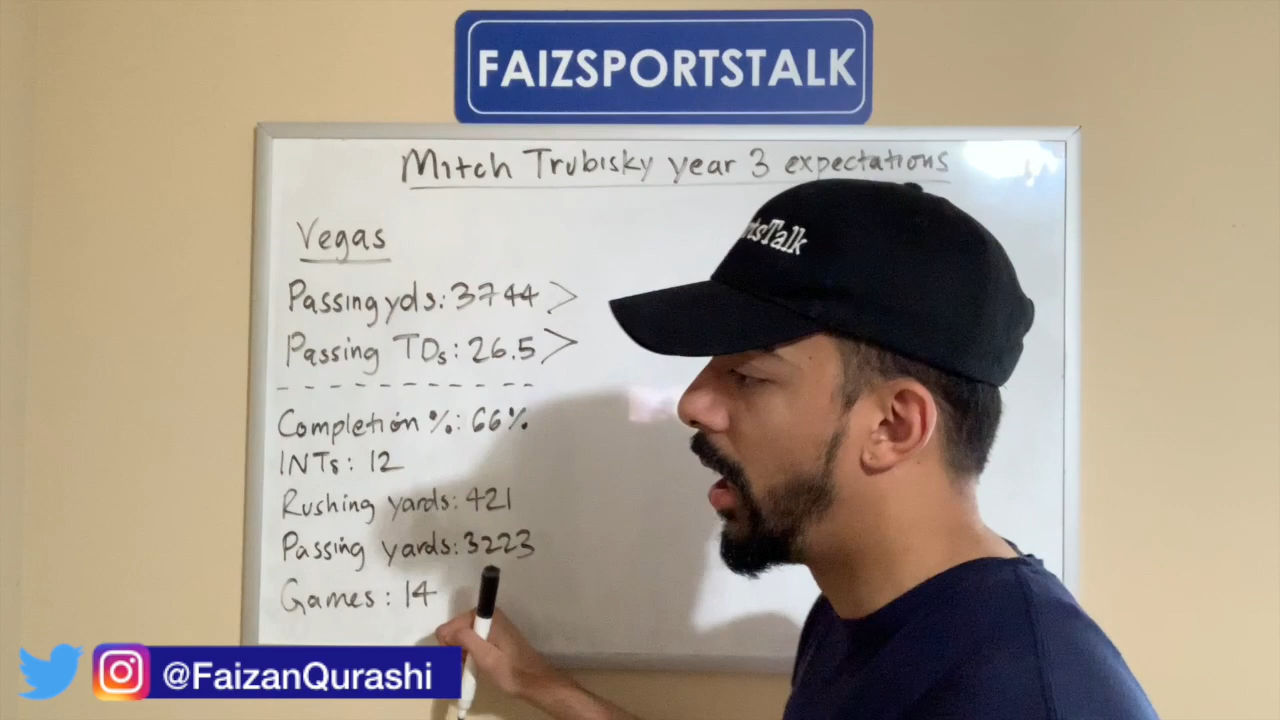 FAIZSPORTSTALK
Mitch Trubisky year 3 expectations
Vegas
Passing yds: 3744 >
Passing TDs: 26.5 >
Completion %: 66%
INTs: 12
Rushing yards: 421
Passing yards: 3223
Games: 14
rtsTalk
@FaizanQurashi